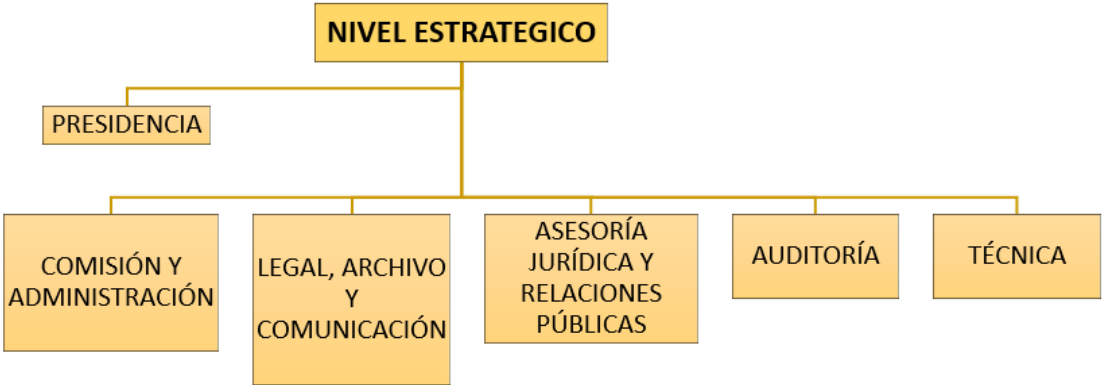 NIVEL ESTRATEGICO
PRESIDENCIA
COMISIÓN Y
ADMINISTRACIÓN
LEGAL, ARCHIVO
Y
COMUNICACIÓN
ASESORÍA
JURÍDICA Y
RELACIONES
PÚBLICAS
AUDITORÍA
TÉCNICA